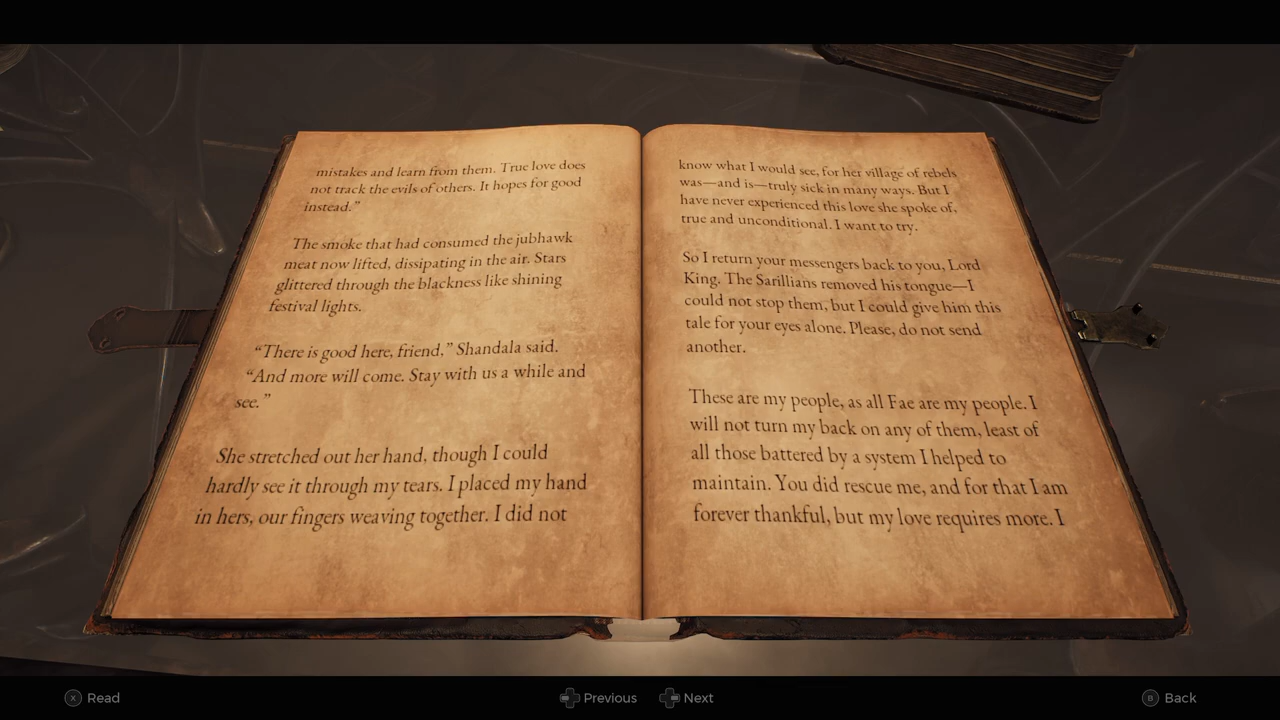 mistakes and learn from them. True love does
not track the evils of others. It hopes for good
instead.”
The smoke that had consumed the jubhawk
meat now lifted, dissipating in the air. Stars
glittered through the blackness like shining
festival lights.
“There is good here, friend,” Shandala said.
“And more will come. Stay with us a while and
see.”
She stretched out her hand, though I could
hardly see it through my tears. I placed my hand
in hers, our fingers weaving together. I did not
know what I would see, for her village of rebels
was—and is—truly sick in many ways. But I
have never experienced this love she spoke of,
true and unconditional. I want to try.
So I return your messengers back to you, Lord
King. The Sarillians removed his tongue—I
could not stop them, but I could give him this
tale for your eyes alone. Please, do not send
another.
These are my people, as all Fae are my people. I
will not turn my back on any of them, least of
all those battered by a system I helped to
maintain. You did rescue me, and for that I am
forever thankful, but my love requires more. I
X Read
Previous
Next
B Back